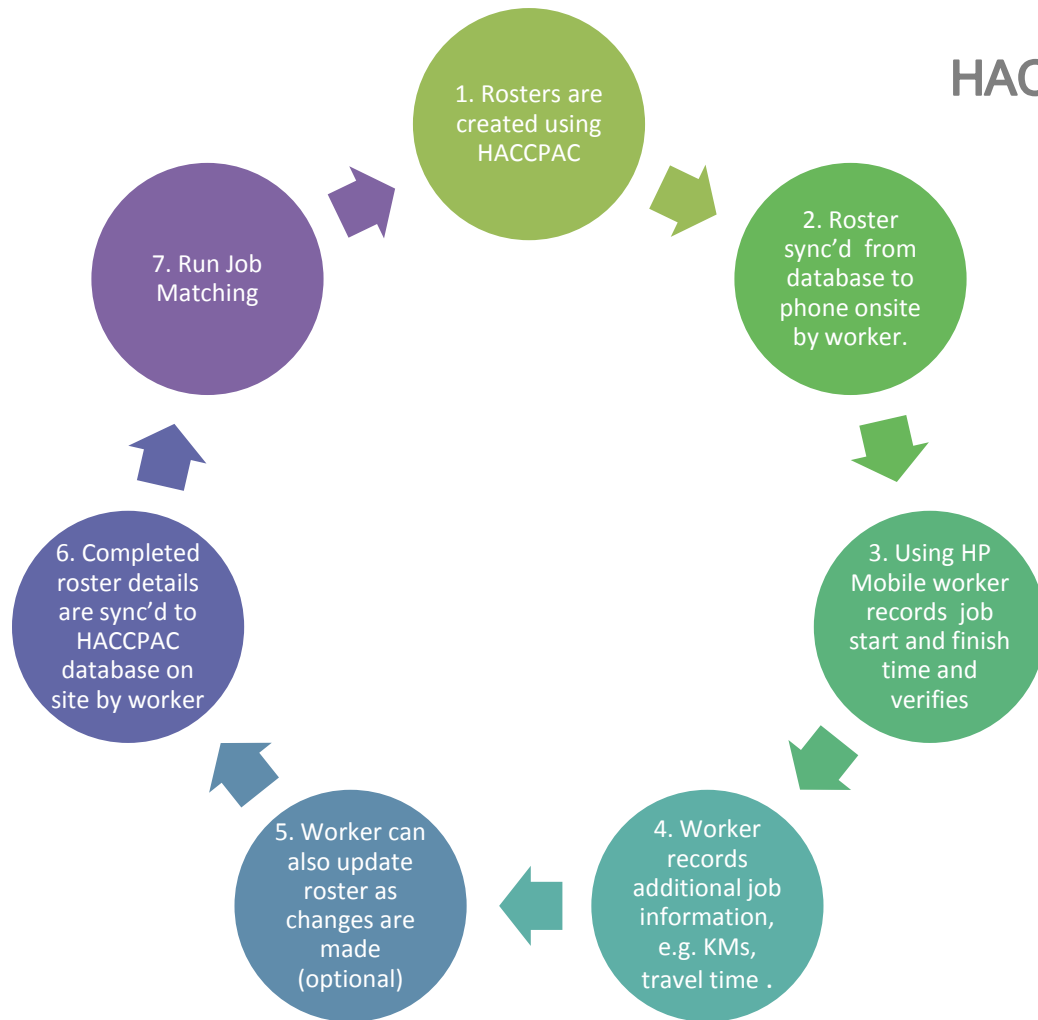 HAC
1. Rosters are
created using
HACCPAC
2. Roster
sync’d from
database to
phone onsite
by worker.
3. Using HP
Mobile worker
records job
start and finish
time and
verifies
4. Worker
records
additional job
information,
e.g. KMs,
travel time .
5. Worker can
also update
roster as
changes are
made
(optional)
6. Completed
roster details
are sync’d to
HACCPAC
database on
site by worker
7. Run Job
Matching